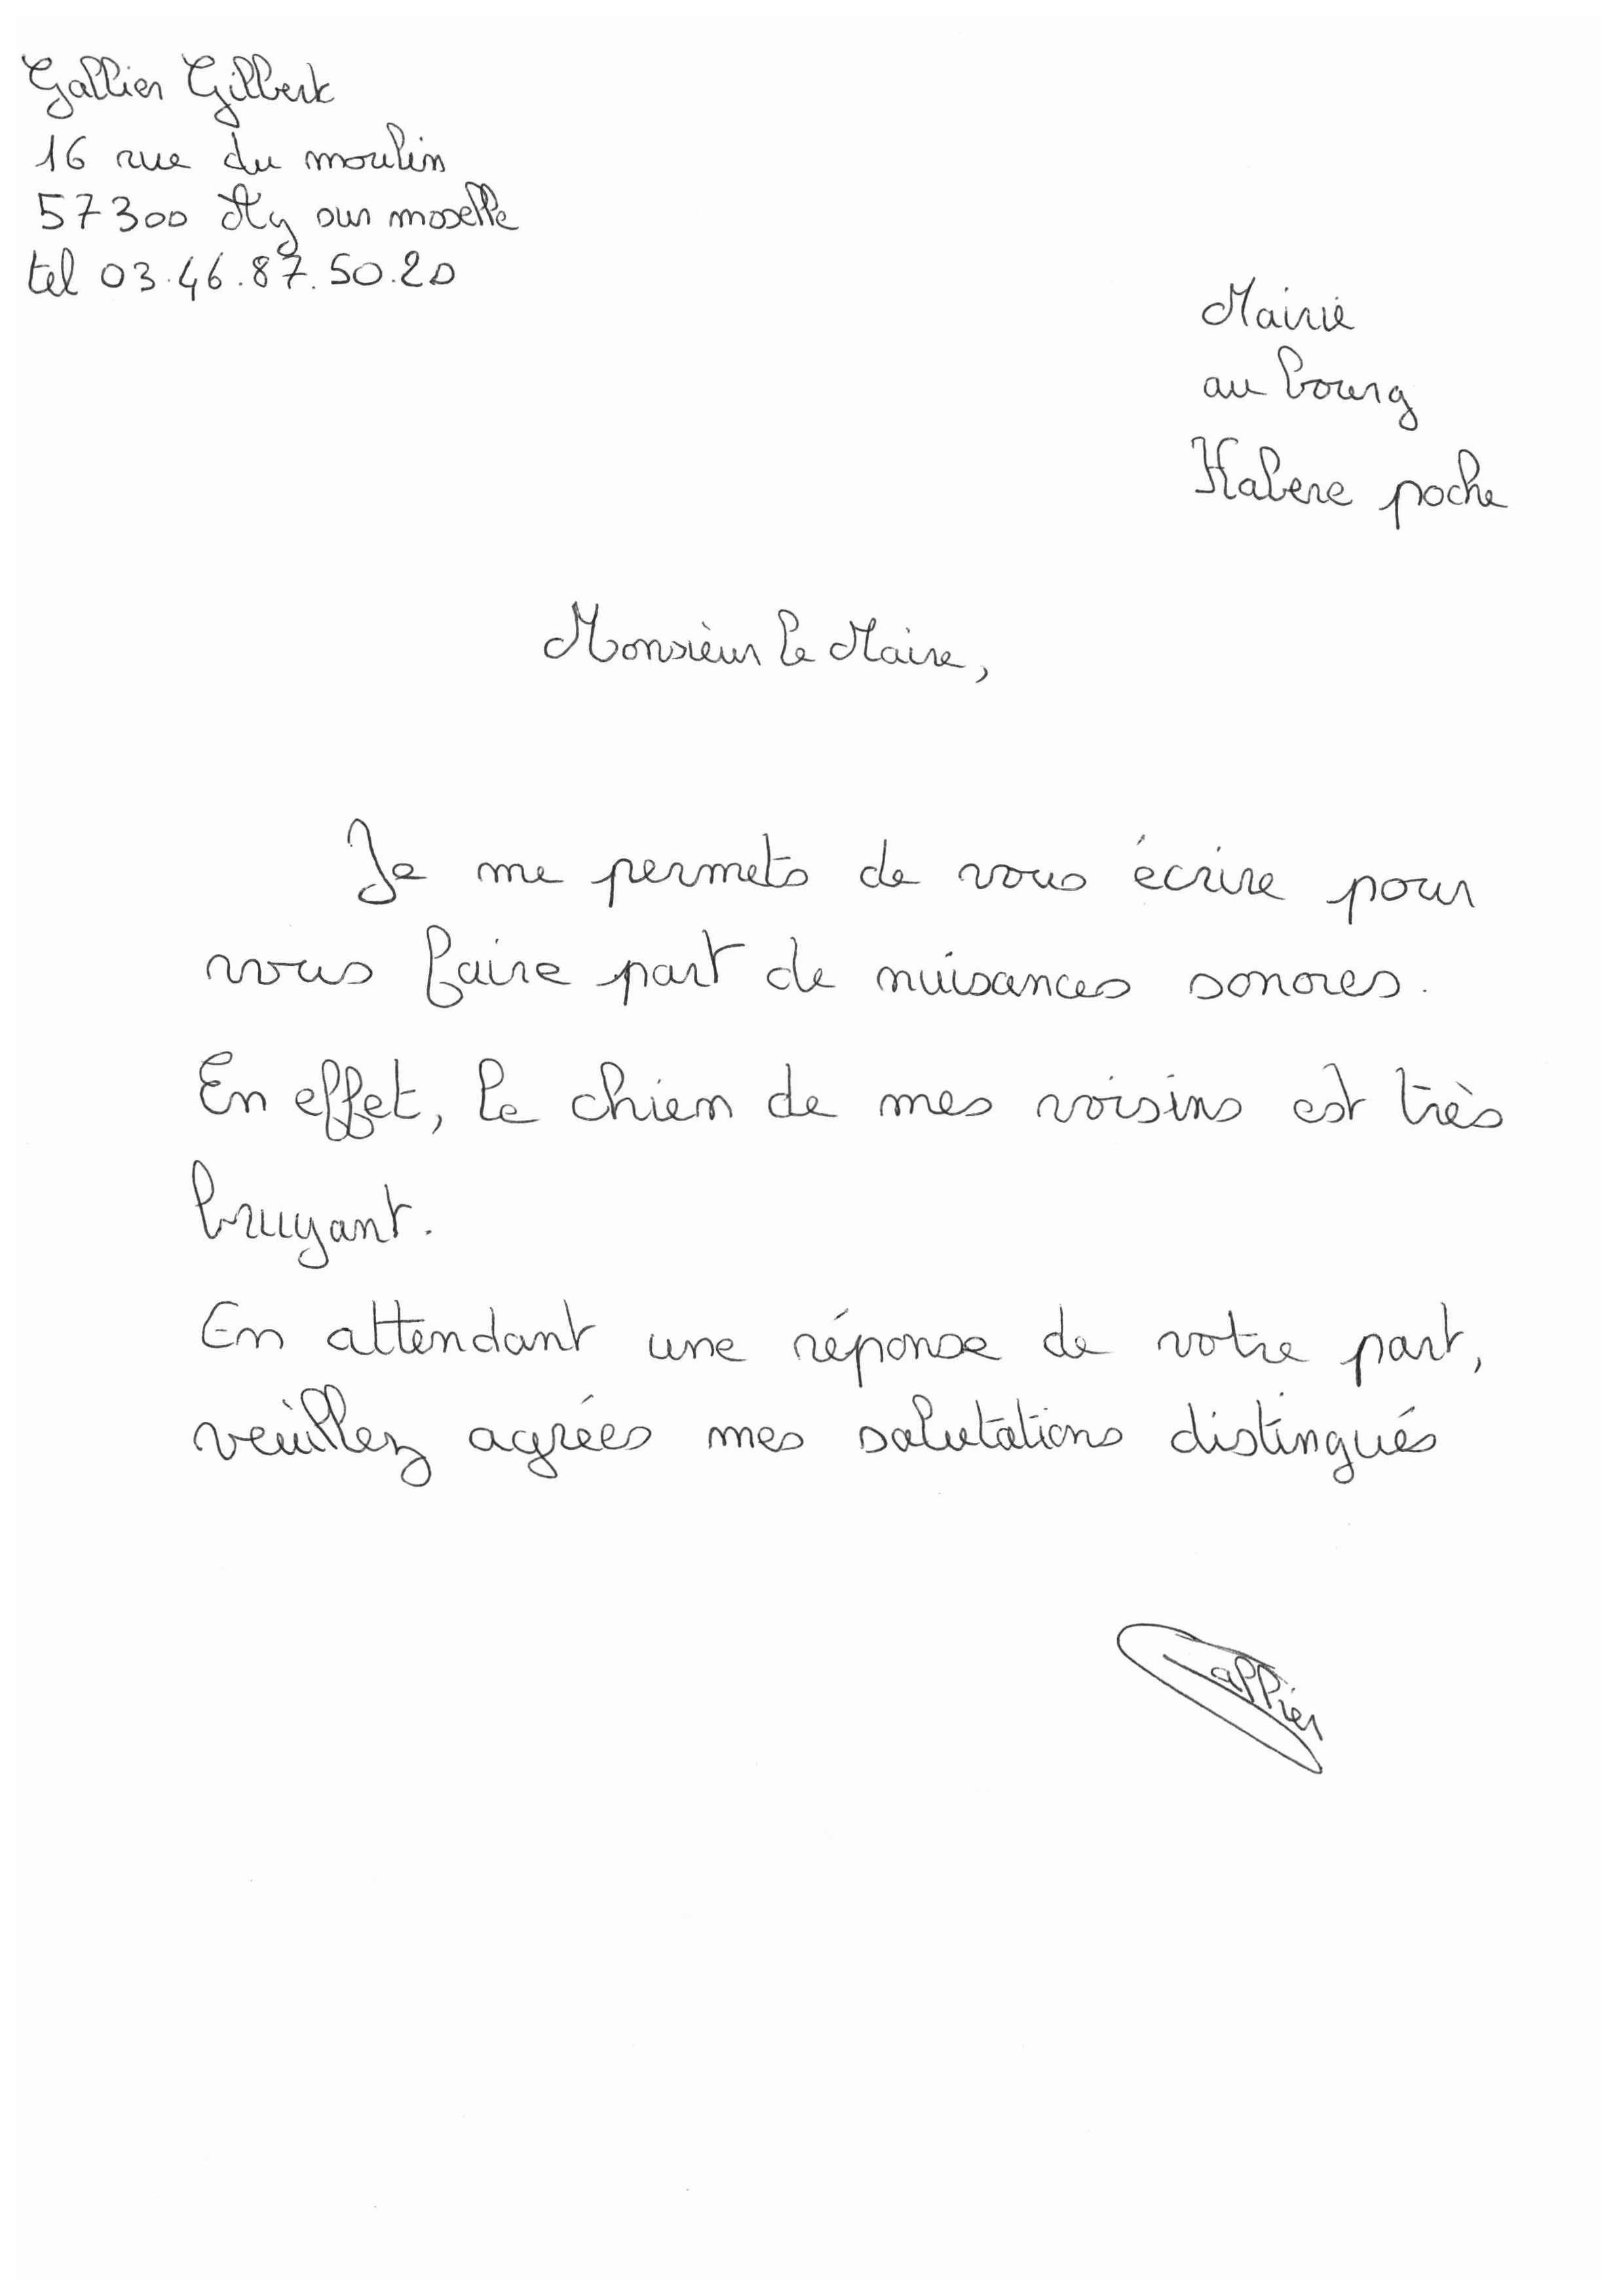 Gallier Gilbert
16 rue du moulin
57300 Ay sur moselle
tel 03.46.87.50.20
Mairie
au bourg
Habere poche
Monsieur le Maire,
Je me permets de vous écrire pour
vous faire part de nuisances sonores.
En effet, le chien de mes voisins est très
bruyant.
En attendant une réponse de votre part,
veuillez agrées mes salutations distingués
Gallier